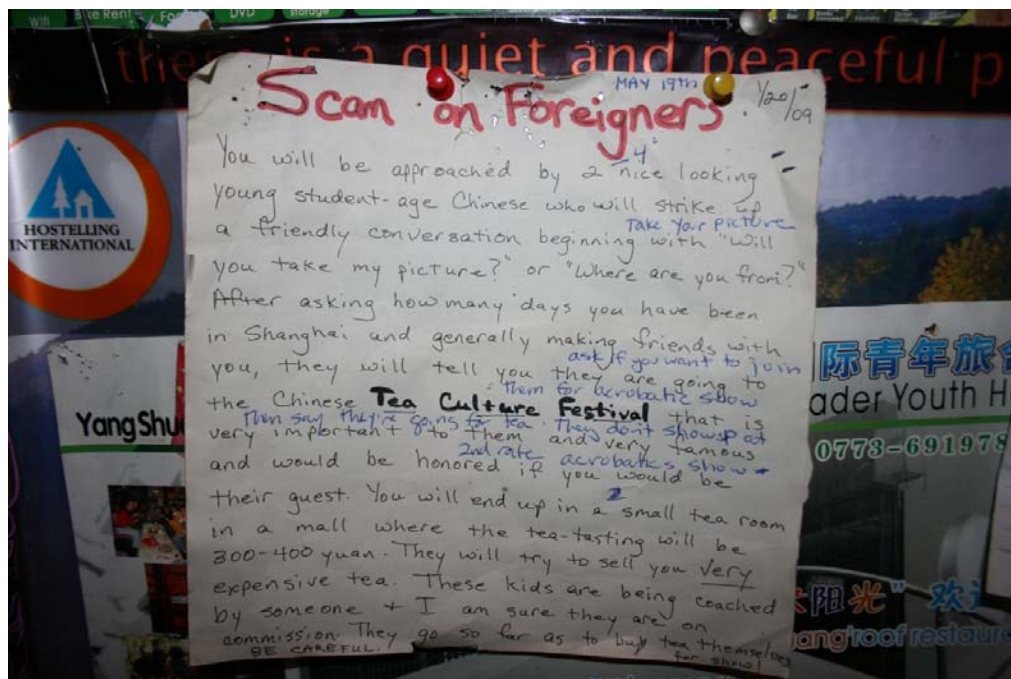 Wifi Bike Rent Food DVD Storage
there is a quiet and peaceful p
MAY 19th
Scam on Foreigners.
1/20/09
-4
You will be approached by 2 nice looking
young student-age Chinese who will strike up
Take your picture
a friendly conversation beginning with "Will
you take my picture?" or "Where are you from?"
After asking how many days you have been
in Shanghai and generally making friends with
ask if you want to join
you, they will tell you they are going to
them for acrobatic show
the Chinese Tea Culture Festival that is
Then say they're going for tea. They don't show up at
very important to them and very famous
2nd rate acrobatics show
and would be honored if you would be
2
their guest. You will end up in a small tea room
in a mall where the tea-tasting will be
300-400 yuan. They will try to sell you very
expensive tea. These kids are being coached
by someone + I am sure they are on
commission. They go so far as to buy tea themselves
BE CAREFUL. for show!
HOSTELLING
INTERNATIONAL
YangShu
际青年旅舍
ader Youth H
0773-691978
阳光" 欢迎
ang'roof restaura